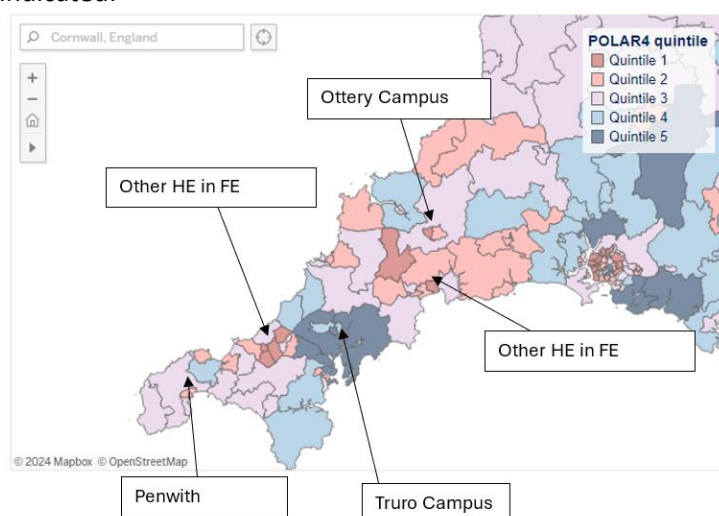 Cornwall, England
POLAR4 quintile
Quintile 1
Quintile 2
Quintile 3
Quintile 4
Quintile 5
Ottery Campus
Other HE in FE
Other HE in FE
© 2024 Mapbox © OpenStreetMap
Penwith
Truro Campus